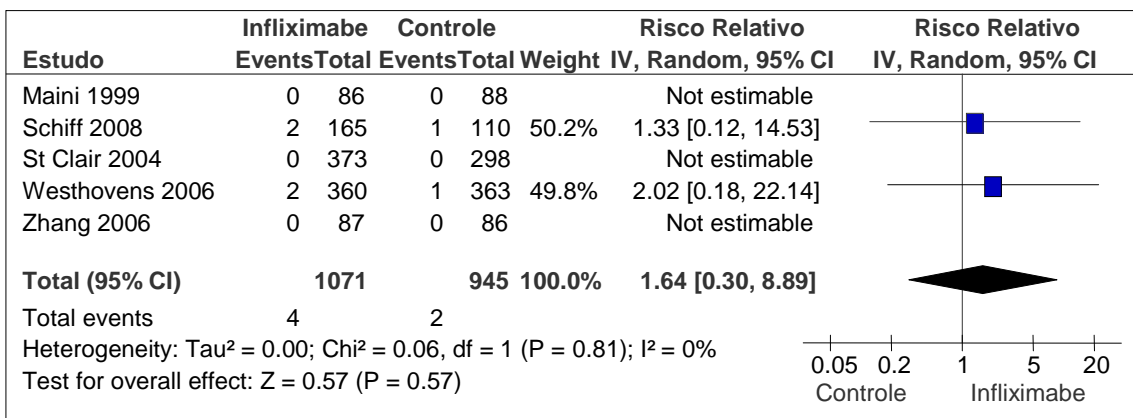 Infliximabe Controle Risco Relativo Risco Relativo
Estudo Events Total Events Total Weight IV, Random, 95% CI IV, Random, 95% CI
Maini 1999 0 86 0 88 Not estimable
Schiff 2008 2 165 1 110 50.2% 1.33 [0.12, 14.53]
St Clair 2004 0 373 0 298 Not estimable
Westhovens 2006 2 360 1 363 49.8% 2.02 [0.18, 22.14]
Zhang 2006 0 87 0 86 Not estimable
Total (95% CI) 1071 945 100.0% 1.64 [0.30, 8.89]
Total events 4 2
Heterogeneity: Tau² = 0.00; Chi² = 0.06, df = 1 (P = 0.81); I² = 0%
Test for overall effect: Z = 0.57 (P = 0.57)
0.05 0.2 1 5 20
Controle Infliximabe